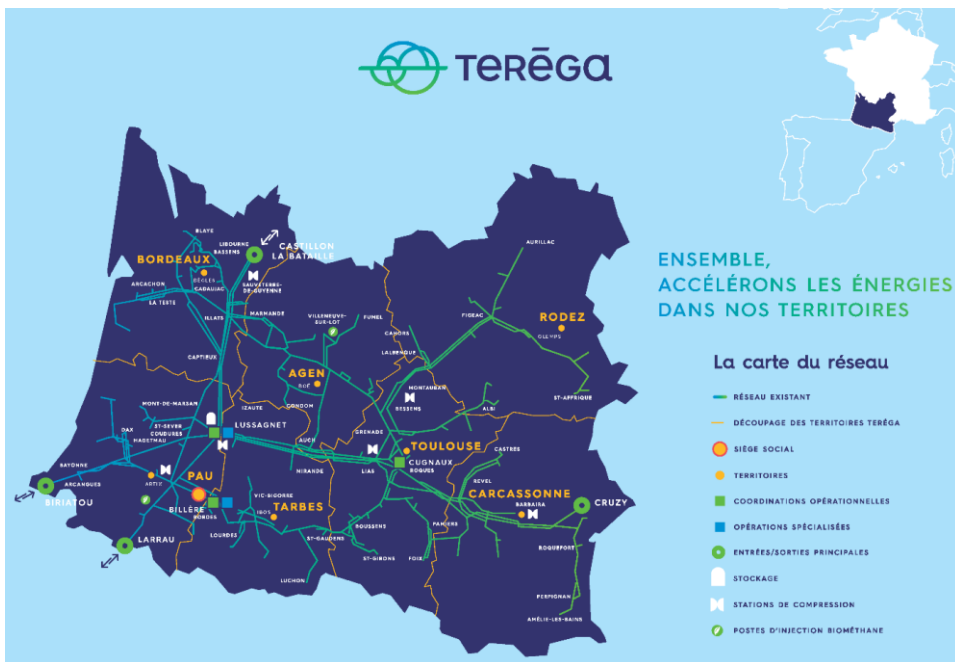 TERĒGA
ENSEMBLE,
ACCÉLÉRONS LES ÉNERGIES
DANS NOS TERRITOIRES
La carte du réseau
RÉSEAU EXISTANT
DÉCOUPAGE DES TERRITOIRES TERÉGA
SIÈGE SOCIAL
TERRITOIRES
COORDINATIONS OPÉRATIONNELLES
OPÉRATIONS SPÉCIALISÉES
ENTRÉES/SORTIES PRINCIPALES
STOCKAGE
STATIONS DE COMPRESSION
POSTES D'INJECTION BIOMÉTHANE
BLAYE
LIBOURNE
BASSENS
CASTILLON
LA BATAILLE
BORDEAUX
BÈGLES
CADAUJAC
SAUVETERRE-
DE-GUYENNE
ARCACHON
LA TESTE
ILLATS
MARMANDE
VILLENEUVE-
SUR-LOT
FUMEL
CAHORS
LALBENQUE
FIGEAC
AURILLAC
RODEZ
OLEMPS
ST-AFFRIQUE
CAPTIEUX
AGEN
BOÉ
CONDOM
MONTAUBAN
BESSENS
ALBI
MONT-DE-MARSAN
IZAUTE
ST-SEVER
COUDURES
HAGETMAU
LUSSAGNET
DAX
AUCH
GRENADE
TOULOUSE
CUGNAUX
ROQUES
CASTRES
BAYONNE
ARCANGUES
BIRIATOU
ARTIX
MIRANDE
LIAS
REVEL
CARCASSONNE
BARBAIRA
CRUZY
PAU
BILLÈRE
VIC-BIGORRE
IBOS
TARBES
LARRAU
LOURDES
ST-GAUDENS
BOUSSENS
ST-GIRONS
PAMIERS
FOIX
LUCHON
ROQUEFORT
PERPIGNAN
AMÉLIE-LES-BAINS